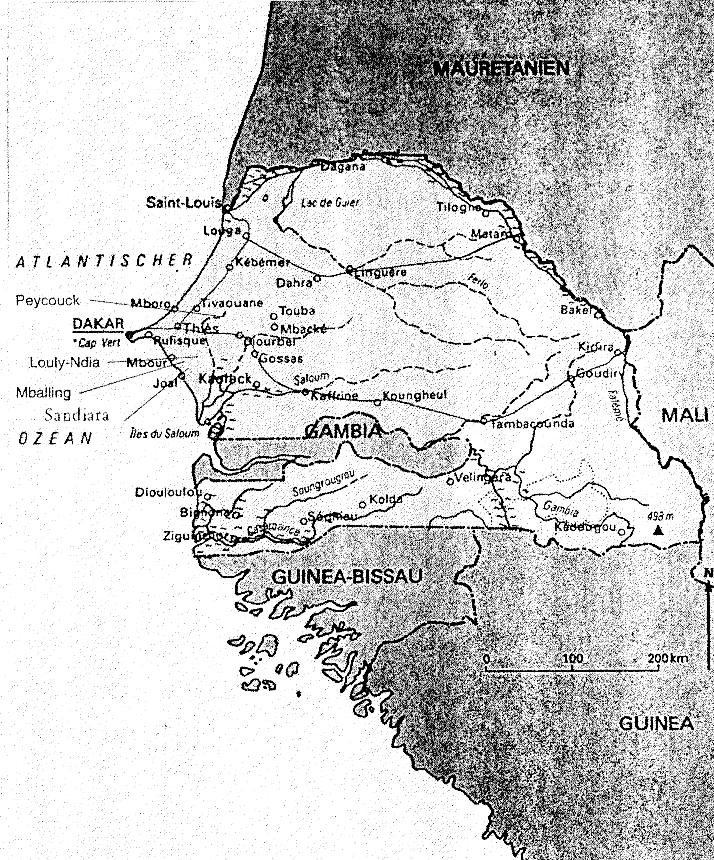 MAURETANIEN
Dagana
Saint-Louis
Lac de Guier
Tilogne
Matam
Louga
ATLANTISCHER
Kébémer
Linguère
Dahra
Ferlo
Peycouck
Mboro
Tivaouane
Touba
Bakel
DAKAR
Thiès
Mbacké
*Cap Vert
Rufisque
Diourbel
Gossas
Kidira
Louly-Ndia
Mbour
Goudiry
Joal
Kaolack
Saloum
Mballing
Kaffrine
Koungheul
Falémé
Sandiara
MALI
Tambacounda
OZEAN
Îles du Saloum
GAMBIA
Velingara
Soungrougrou
Diouloulou
Kolda
Gambia
Bignona
Sédhiou
493 m
Casamance
Kédougou
Ziguinchor
GUINEA-BISSAU
N
0 100 200km
GUINEA